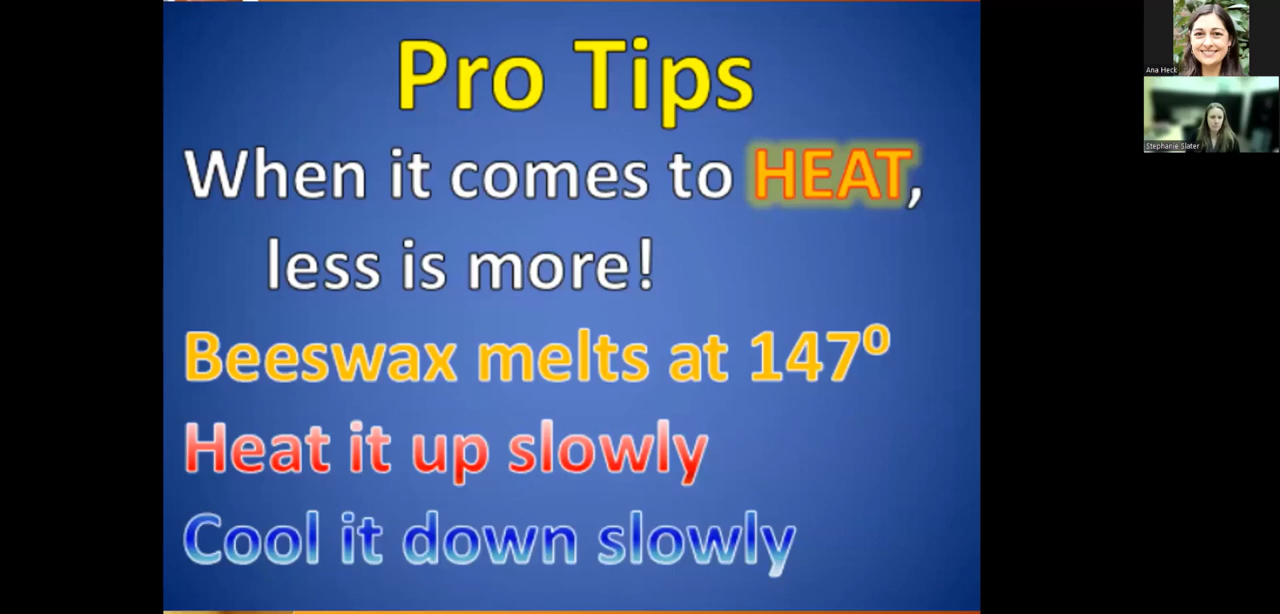 Pro Tips
When it comes to HEAT,
less is more!
Beeswax melts at 147⁰
Heat it up slowly
Cool it down slowly
Ana Heck
Stephanie Slater